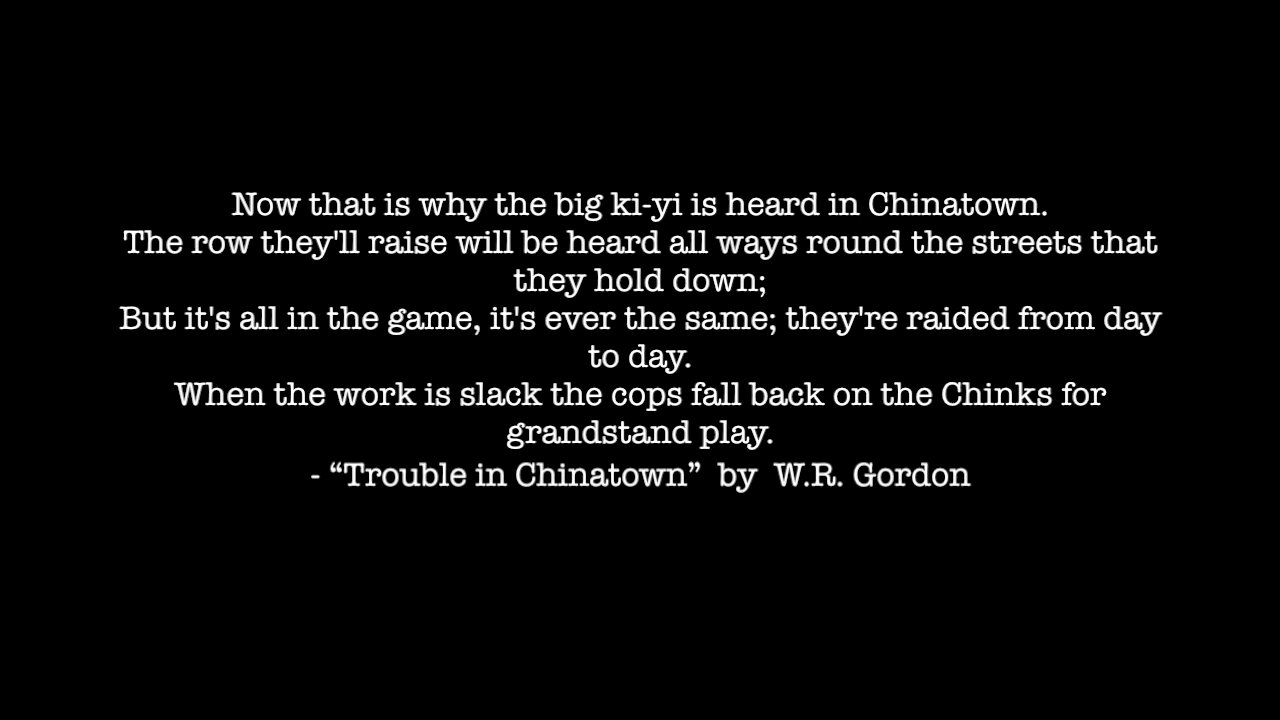 Now that is why the big ki-yi is heard in Chinatown.
The row they'll raise will be heard all ways round the streets that
they hold down;
But it's all in the game, it's ever the same; they're raided from day
to day.
When the work is slack the cops fall back on the Chinks for
grandstand play.
- “Trouble in Chinatown”  by  W.R. Gordon